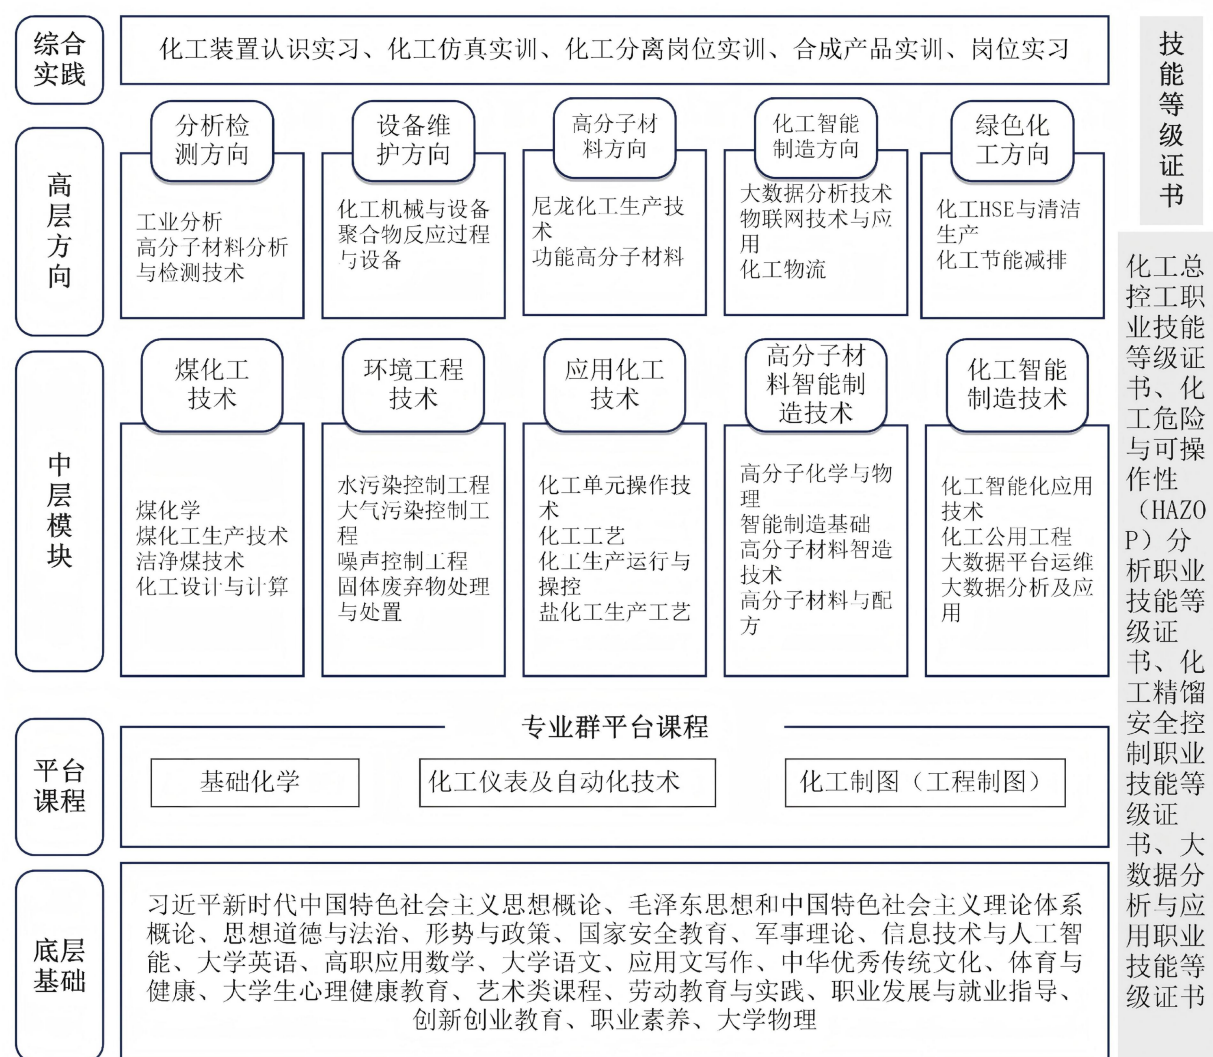 综合
实践
化工装置认识实习、化工仿真实训、化工分离岗位实训、合成产品实训、岗位实习
高
层
方
向
分析检
测方向
工业分析
高分子材料分析
与检测技术
设备维
护方向
化工机械与设备
聚合物反应过程
与设备
高分子材
料方向
尼龙化工生产技
术
功能高分子材料
化工智能
制造方向
大数据分析技术
物联网技术与应
用
化工物流
绿色化
工方向
化工HSE与清洁
生产
化工节能减排
中
层
模
块
煤化工
技术
煤化学
煤化工生产技术
洁净煤技术
化工设计与计算
环境工程
技术
水污染控制工程
大气污染控制工
程
噪声控制工程
固体废弃物处理
与处置
应用化工
技术
化工单元操作技
术
化工工艺
化工生产运行与
操控
盐化工生产工艺
高分子材
料智能制
造技术
高分子化学与物
理
智能制造基础
高分子材料智造
技术
高分子材料与配
方
化工智能
制造技术
化工智能化应用
技术
化工公用工程
大数据平台运维
大数据分析及应
用
平台
课程
专业群平台课程
基础化学
化工仪表及自动化技术
化工制图（工程制图）
底层
基础
习近平新时代中国特色社会主义思想概论、毛泽东思想和中国特色社会主义理论体系
概论、思想道德与法治、形势与政策、国家安全教育、军事理论、信息技术与人工智
能、大学英语、高职应用数学、大学语文、应用文写作、中华优秀传统文化、体育与
健康、大学生心理健康教育、艺术类课程、劳动教育与实践、职业发展与就业指导、
创新创业教育、职业素养、大学物理
技
能
等
级
证
书
化工总
控工职
业技能
等级证
书、化
工危险
与可操
作性
（HAZO
P）分
析职业
技能等
级证
书、化
工精馏
安全控
制职业
技能等
级证
书、大
数据分
析与应
用职业
技能等
级证书